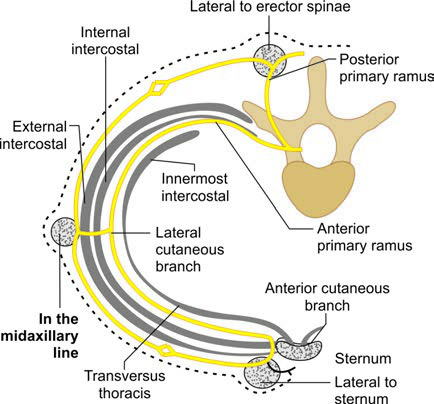 Lateral to erector spinae
Internal
intercostal
Posterior
primary ramus
External
intercostal
Innermost
intercostal
Anterior
primary ramus
Lateral
cutaneous
branch
In the
midaxillary
line
Anterior cutaneous
branch
Sternum
Transversus
thoracis
Lateral to
sternum